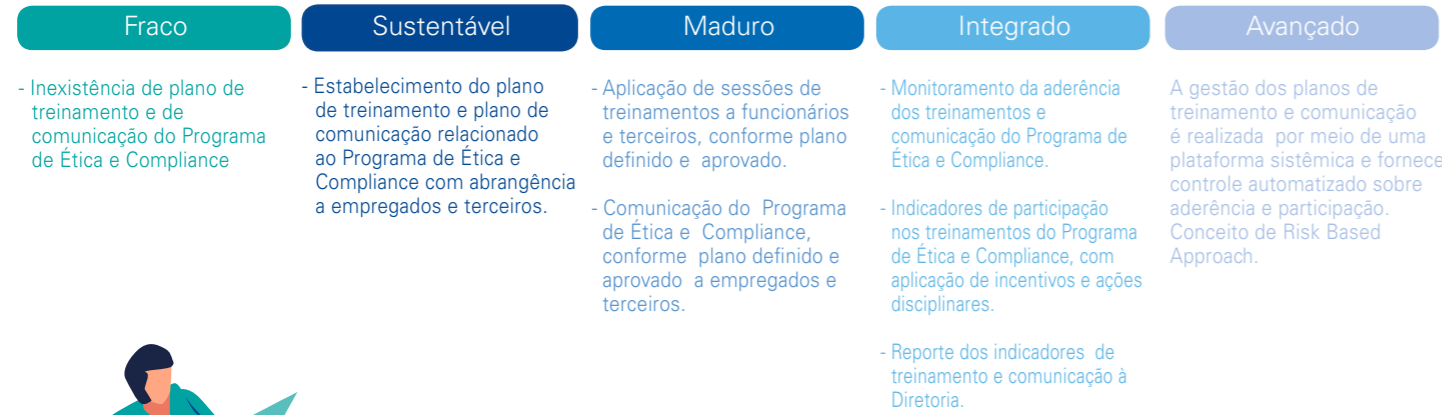 Fraco
- Inexistência de plano de
treinamento e de
comunicação do Programa
de Ética e Compliance
Sustentável
- Estabelecimento do plano
de treinamento e plano de
comunicação relacionado
ao Programa de Ética e
Compliance com abrangência
a empregados e terceiros.
Maduro
- Aplicação de sessões de
treinamentos a funcionários
e terceiros, conforme plano
definido e aprovado.
- Comunicação do Programa
de Ética e Compliance,
conforme plano definido e
aprovado a empregados e
terceiros.
Integrado
- Monitoramento da aderência
dos treinamentos e
comunicação do Programa de
Ética e Compliance.
- Indicadores de participação
nos treinamentos do Programa
de Ética e Compliance, com
aplicação de incentivos e ações
disciplinares.
- Reporte dos indicadores de
treinamento e comunicação à
Diretoria.
Avançado
A gestão dos planos de
treinamento e comunicação
é realizada por meio de uma
plataforma sistêmica e fornece
controle automatizado sobre
aderência e participação.
Conceito de Risk Based
Approach.